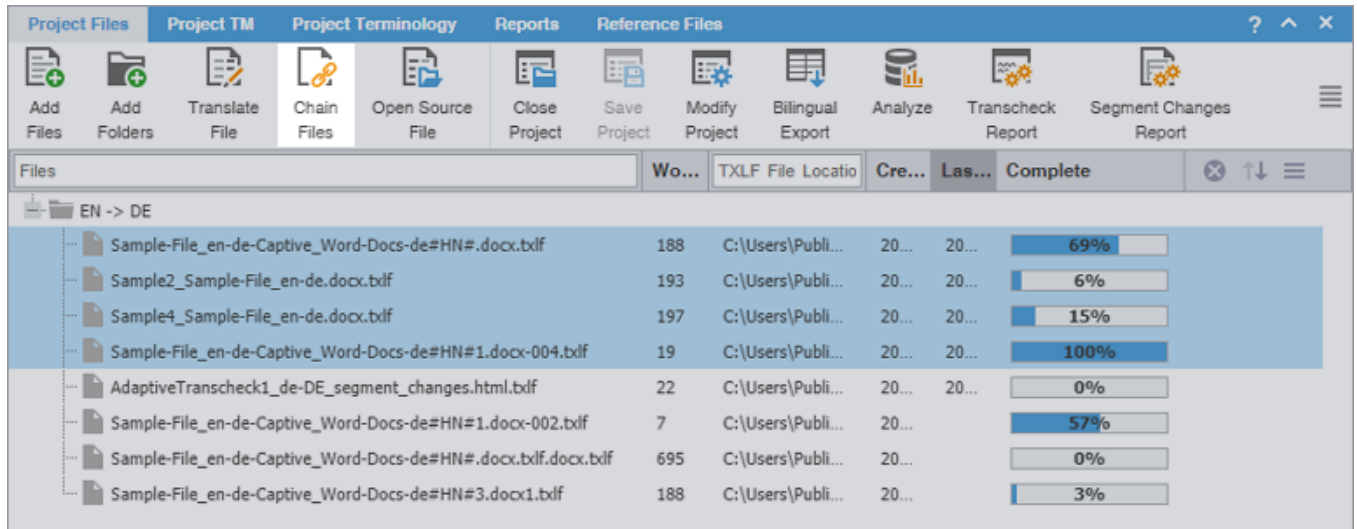 Project Files Project TM Project Terminology Reports Reference Files ?
Add Files
Add Folders
Translate File
Chain Files
Open Source File
Close Project
Save Project
Modify Project
Bilingual Export
Analyze
Transcheck Report
Segment Changes Report
Files Wo... TXLF File Locatio Cre... Las... Complete
EN -> DE
Sample-File_en-de-Captive_Word-Docs-de#HN#.docx.txlf 188 C:\Users\Publi... 20... 20... 69%
Sample2_Sample-File_en-de.docx.txlf 193 C:\Users\Publi... 20... 20... 6%
Sample4_Sample-File_en-de.docx.txlf 197 C:\Users\Publi... 20... 20... 15%
Sample-File_en-de-Captive_Word-Docs-de#HN#1.docx-004.txlf 19 C:\Users\Publi... 20... 20... 100%
AdaptiveTranscheck1_de-DE_segment_changes.html.txlf 22 C:\Users\Publi... 20... 20... 0%
Sample-File_en-de-Captive_Word-Docs-de#HN#1.docx-002.txlf 7 C:\Users\Publi... 20... 57%
Sample-File_en-de-Captive_Word-Docs-de#HN#.docx.txlf.docx.txlf 695 C:\Users\Publi... 20... 0%
Sample-File_en-de-Captive_Word-Docs-de#HN#3.docx1.txlf 188 C:\Users\Publi... 20... 3%